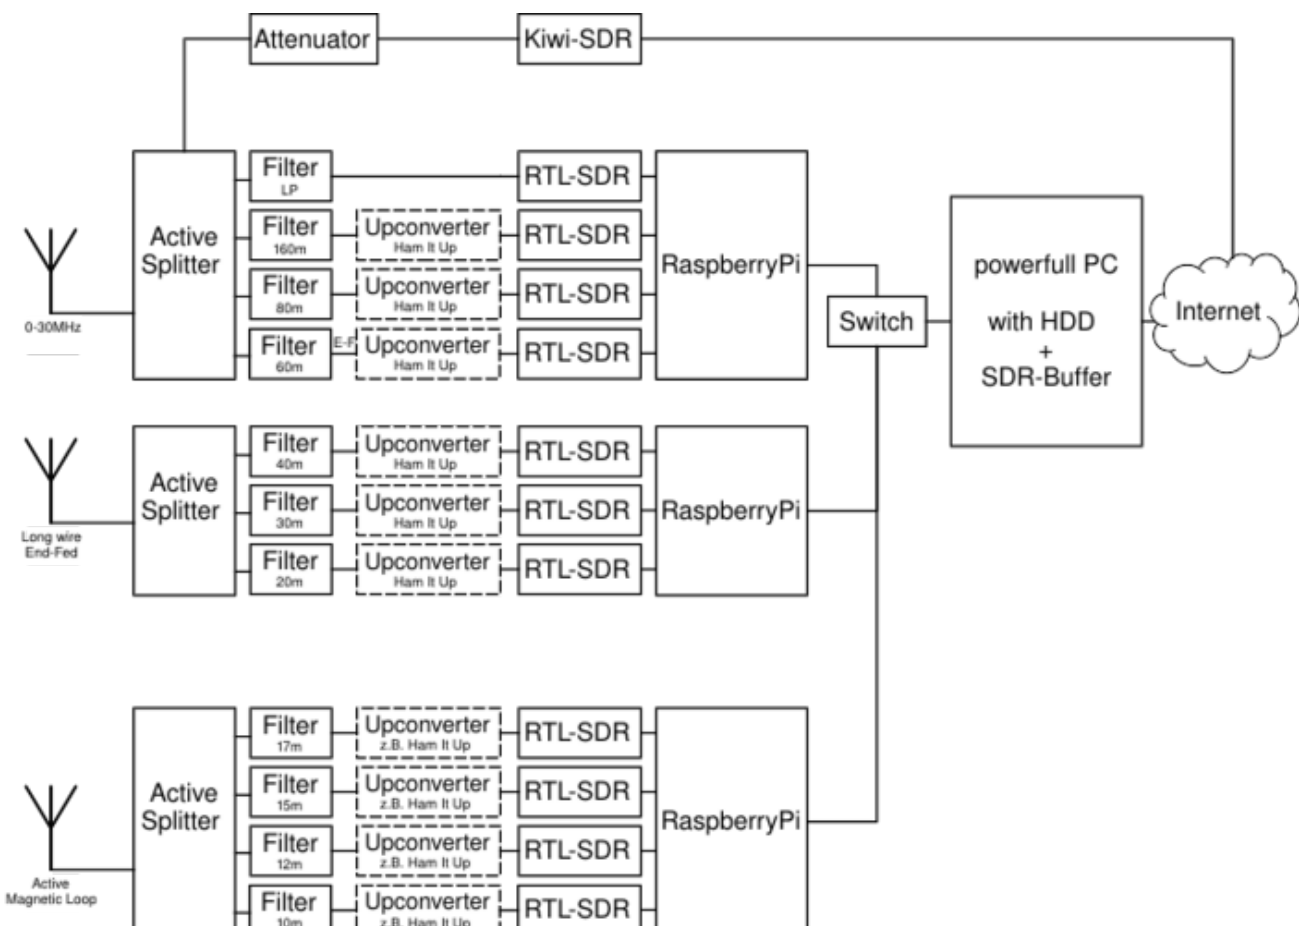 Attenuator
Kiwi-SDR
0-30MHz
Active
Splitter
Filter
LP
RTL-SDR
Filter
160m
Upconverter
Ham It Up
RTL-SDR
Filter
80m
Upconverter
Ham It Up
RTL-SDR
Filter
60m
E-F
Upconverter
Ham It Up
RTL-SDR
RaspberryPi
Long wire
End-Fed
Active
Splitter
Filter
40m
Upconverter
Ham It Up
RTL-SDR
Filter
30m
Upconverter
Ham It Up
RTL-SDR
Filter
20m
Upconverter
Ham It Up
RTL-SDR
RaspberryPi
Active
Magnetic Loop
Active
Splitter
Filter
17m
Upconverter
z.B. Ham It Up
RTL-SDR
Filter
15m
Upconverter
z.B. Ham It Up
RTL-SDR
Filter
12m
Upconverter
z.B. Ham It Up
RTL-SDR
Filter
10m
Upconverter
z.B. Ham It Up
RTL-SDR
RaspberryPi
Switch
powerfull PC
with HDD
+
SDR-Buffer
Internet